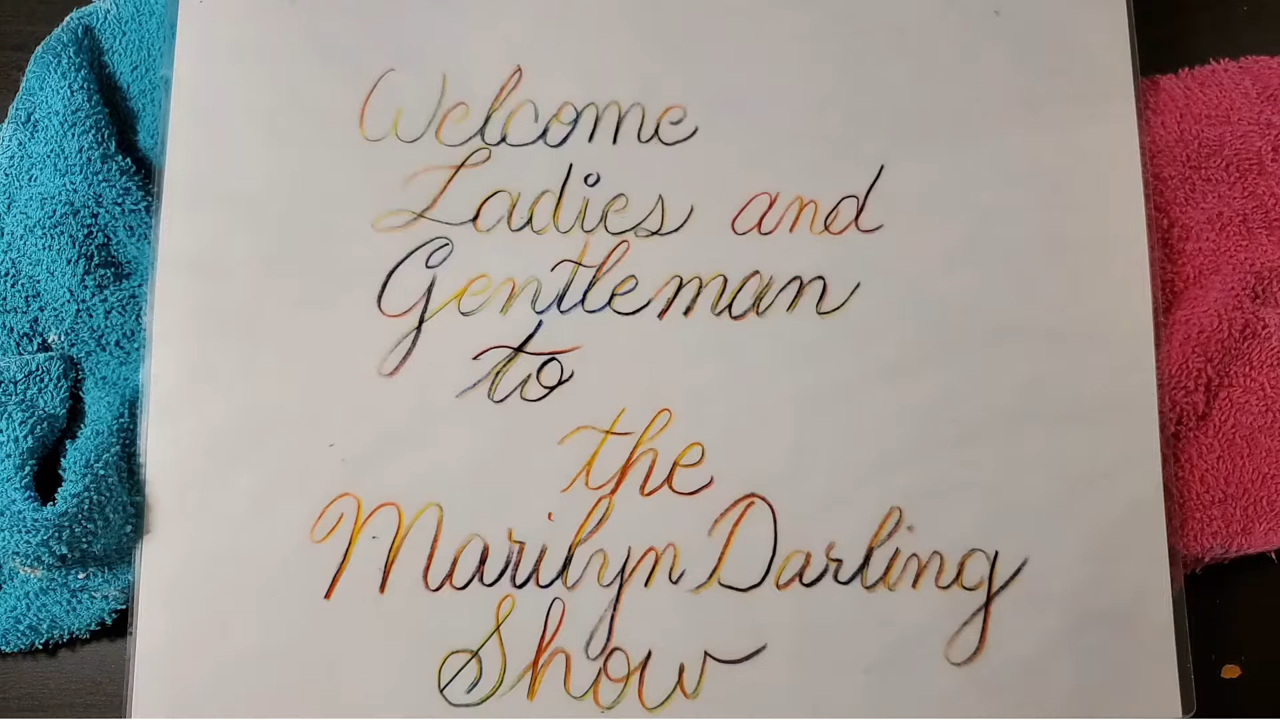 Welcome
Ladies and
Gentleman
to
the
Marilyn Darling
Show